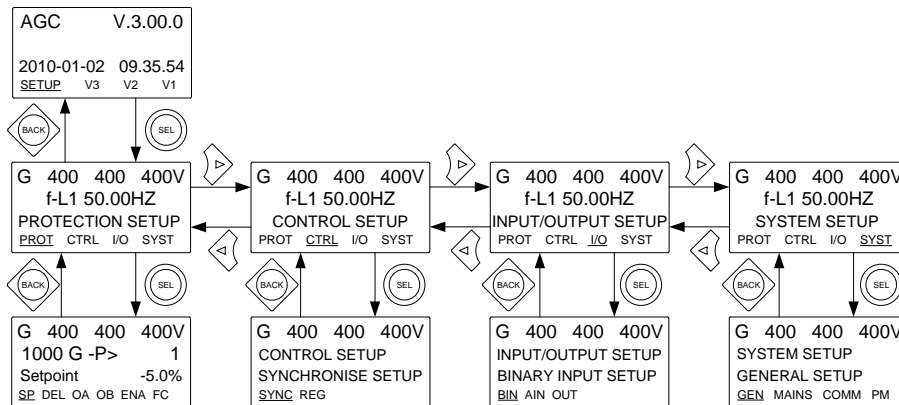 AGC V.3.00.0
2010-01-02 09.35.54
SETUP V3 V2 V1
BACK
SEL
G 400 400 400V
f-L1 50.00HZ
PROTECTION SETUP
PROT CTRL I/O SYST
G 400 400 400V
f-L1 50.00HZ
CONTROL SETUP
PROT CTRL I/O SYST
G 400 400 400V
f-L1 50.00HZ
INPUT/OUTPUT SETUP
PROT CTRL I/O SYST
G 400 400 400V
f-L1 50.00HZ
SYSTEM SETUP
PROT CTRL I/O SYST
BACK
SEL
BACK
SEL
BACK
SEL
BACK
SEL
G 400 400 400V
1000 G -P> 1
Setpoint -5.0%
SP DEL OA OB ENA FC
G 400 400 400V
CONTROL SETUP
SYNCHRONISE SETUP
SYNC REG
G 400 400 400V
INPUT/OUTPUT SETUP
BINARY INPUT SETUP
BIN AIN OUT
G 400 400 400V
SYSTEM SETUP
GENERAL SETUP
GEN MAINS COMM PM